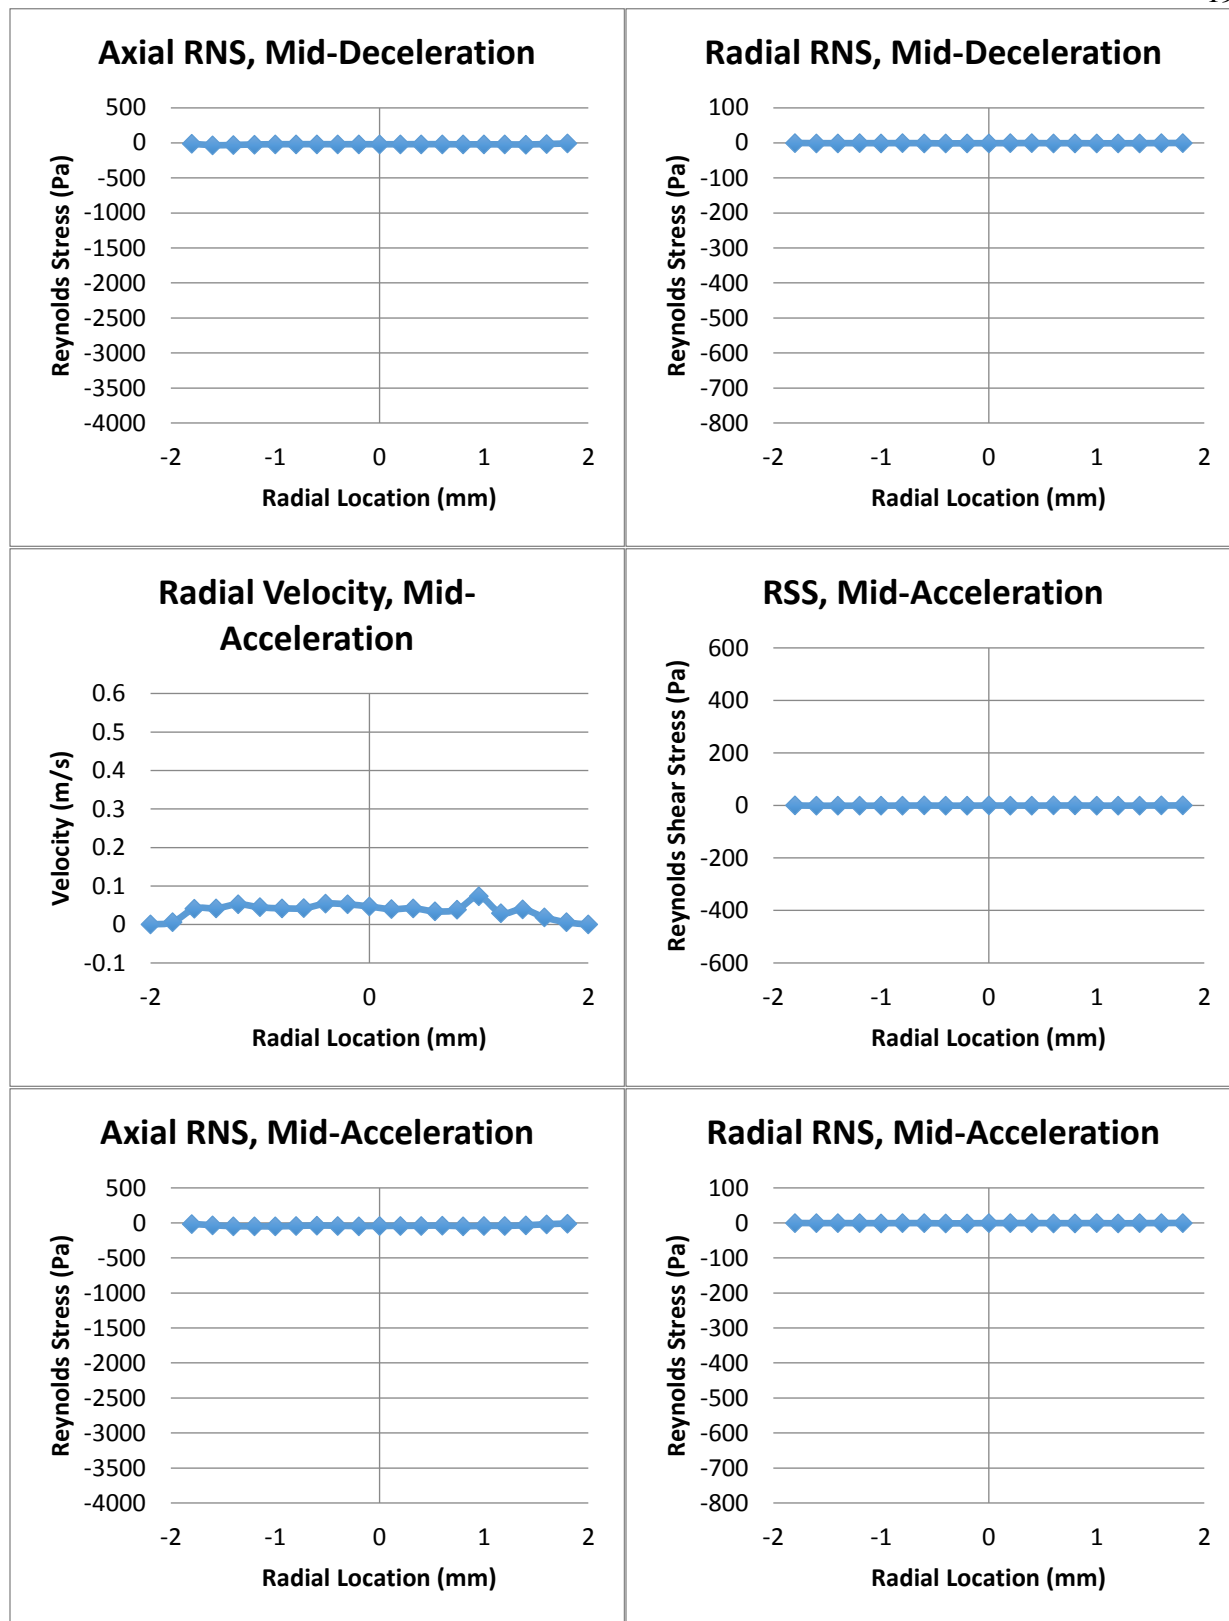 Axial RNS, Mid-Deceleration
500
0
-500
-1000
-1500
-2000
-2500
-3000
-3500
-4000
Reynolds Stress (Pa)
-2 -1 0 1 2
Radial Location (mm)
Radial RNS, Mid-Deceleration
100
0
-100
-200
-300
-400
-500
-600
-700
-800
Reynolds Stress (Pa)
-2 -1 0 1 2
Radial Location (mm)
Radial Velocity, Mid-
Acceleration
0.6
0.5
0.4
0.3
0.2
0.1
0
-0.1
Velocity (m/s)
-2 0 2
Radial Location (mm)
RSS, Mid-Acceleration
600
400
200
0
-200
-400
-600
Reynolds Shear Stress (Pa)
-2 -1 0 1 2
Radial Location (mm)
Axial RNS, Mid-Acceleration
500
0
-500
-1000
-1500
-2000
-2500
-3000
-3500
-4000
Reynolds Stress (Pa)
-2 -1 0 1 2
Radial Location (mm)
Radial RNS, Mid-Acceleration
100
0
-100
-200
-300
-400
-500
-600
-700
-800
Reynolds Stress (Pa)
-2 -1 0 1 2
Radial Location (mm)